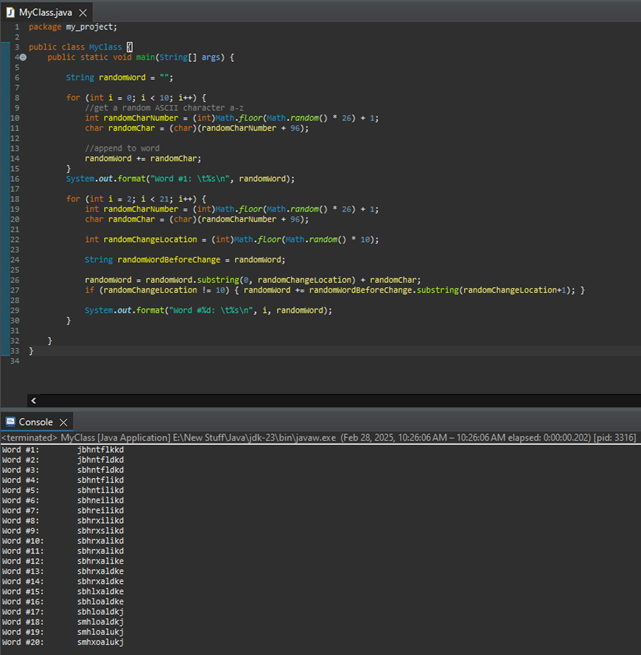 MyClass.java
1 package my_project;
2
3 public class MyClass {
4 public static void main(String[] args) {
5
6 String randomWord = "";
7
8 for (int i = 0; i < 10; i++) {
9 //get a random ASCII character a-z
10 int randomCharNumber = (int)Math.floor(Math.random() * 26) + 1;
11 char randomChar = (char)(randomCharNumber + 96);
12
13 //append to word
14 randomWord += randomChar;
15 }
16 System.out.format("Word #1: \t%s\n", randomWord);
17
18 for (int i = 2; i < 21; i++) {
19 int randomCharNumber = (int)Math.floor(Math.random() * 26) + 1;
20 char randomChar = (char)(randomCharNumber + 96);
21
22 int randomChangeLocation = (int)Math.floor(Math.random() * 10);
23
24 String randomWordBeforeChange = randomWord;
25
26 randomWord = randomWord.substring(0, randomChangeLocation) + randomChar;
27 if (randomChangeLocation != 10) { randomWord += randomWordBeforeChange.substring(randomChangeLocation+1); }
28
29 System.out.format("Word #%d: \t%s\n", i, randomWord);
30 }
31
32 }
33 }
34
Console
<terminated> MyClass [Java Application] E:\New Stuff\Java\jdk-23\bin\javaw.exe (Feb 28, 2025, 10:26:06 AM – 10:26:06 AM elapsed: 0:00:00.202) [pid: 3316]
Word #1: jbhntflkkd
Word #2: jbhntfldkd
Word #3: sbhntfldkd
Word #4: sbhntflikd
Word #5: sbhntilikd
Word #6: sbhneilikd
Word #7: sbhreilikd
Word #8: sbhrxilikd
Word #9: sbhrxslikd
Word #10: sbhrxalikd
Word #11: sbhrxalikd
Word #12: sbhrxalike
Word #13: sbhrxaldke
Word #14: sbhrxaldke
Word #15: sbhlxaldke
Word #16: sbhloaldke
Word #17: sbhloaldkj
Word #18: smhloaldkj
Word #19: smhloalukj
Word #20: smhxoalukj